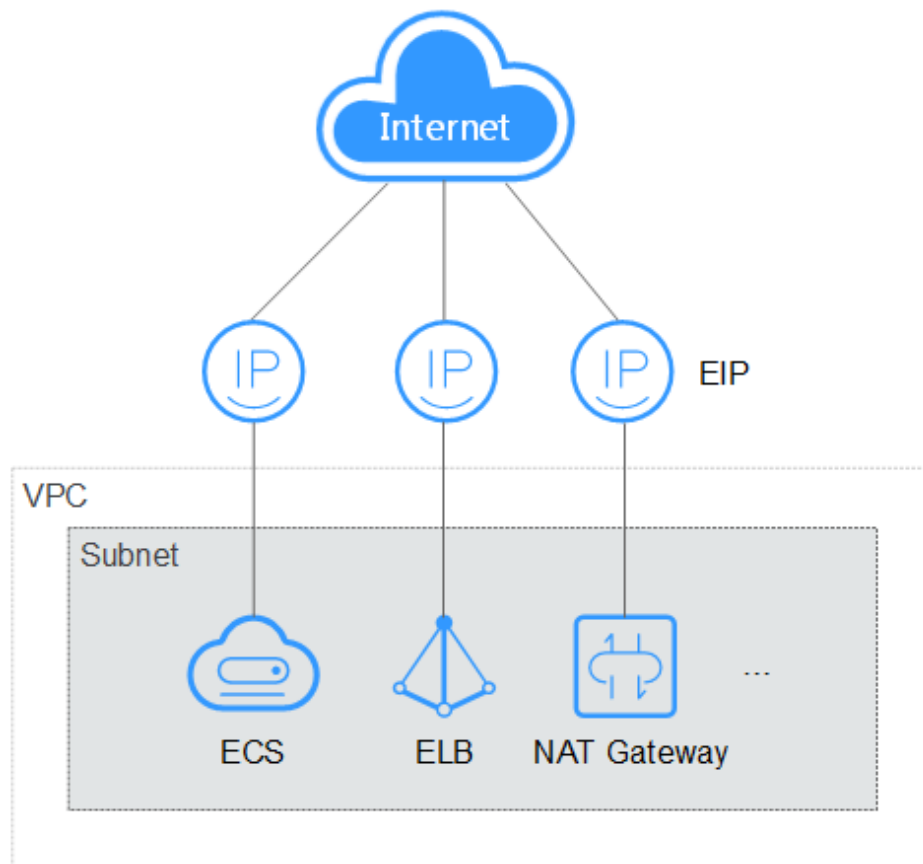 Internet
IP
IP
IP
EIP
VPC
Subnet
...
ECS
ELB
NAT Gateway